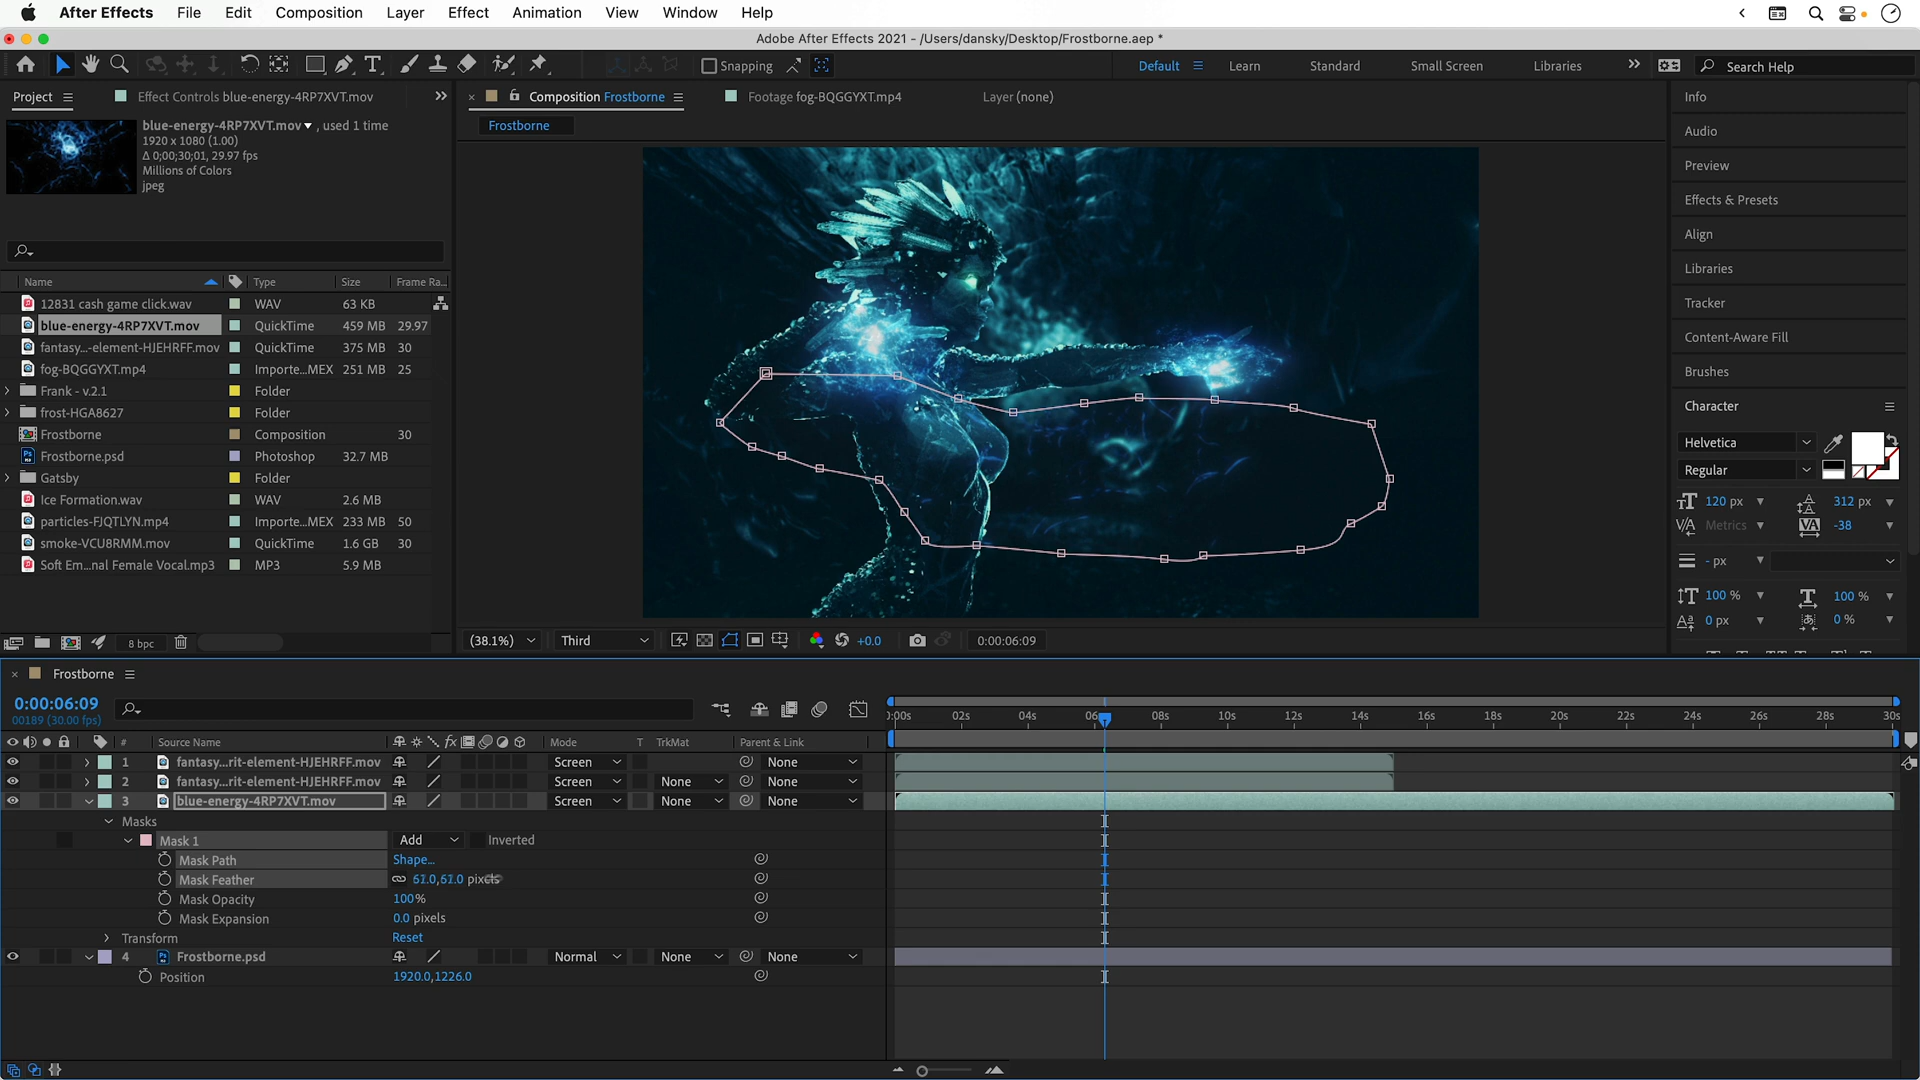 After Effects File Edit Composition Layer Effect Animation View Window Help
Adobe After Effects 2021 - /Users/dansky/Desktop/Frostborne.aep *
Snapping Default Learn Standard Small Screen Libraries Search Help
Project Effect Controls blue-energy-4RP7XVT.mov
Composition Frostborne Footage fog-BQGGYXT.mp4 Layer (none)
Frostborne
blue-energy-4RP7XVT.mov , used 1 time
1920 x 1080 (1.00)
Δ 0;00;30;01, 29.97 fps
Millions of Colors
jpeg
Name Type Size Frame Ra...
12831 cash game click.wav WAV 63 KB
blue-energy-4RP7XVT.mov QuickTime 459 MB 29.97
fantasy...-element-HJEHRFF.mov QuickTime 375 MB 30
fog-BQGGYXT.mp4 Importe...MEX 251 MB 25
Frank - v.2.1 Folder
frost-HGA8627 Folder
Frostborne Composition 30
Frostborne.psd Photoshop 32.7 MB
Gatsby Folder
Ice Formation.wav WAV 2.6 MB
particles-FJQTLYN.mp4 Importe...MEX 233 MB 50
smoke-VCU8RMM.mov QuickTime 1.6 GB 30
Soft Em...nal Female Vocal.mp3 MP3 5.9 MB
8 bpc
(38.1%) Third +0.0 0:00:06:09
Info
Audio
Preview
Effects & Presets
Align
Libraries
Tracker
Content-Aware Fill
Brushes
Character
Helvetica
Regular
120 px 312 px
Metrics -38
- px
100 % 100 %
0 px 0 %
Frostborne
0:00:06:09
00189 (30.00 fps)
:00s 02s 04s 06 08s 10s 12s 14s 16s 18s 20s 22s 24s 26s 28s 30s
# Source Name fx Mode T TrkMat Parent & Link
1 fantasy...rit-element-HJEHRFF.mov Screen None
2 fantasy...rit-element-HJEHRFF.mov Screen None None
3 blue-energy-4RP7XVT.mov Screen None None
Masks
Mask 1 Add Inverted
Mask Path Shape...
Mask Feather pixels
Mask Opacity 100%
Mask Expansion 0.0 pixels
Transform Reset
4 Frostborne.psd Normal None None
Position 1920.0,1226.0